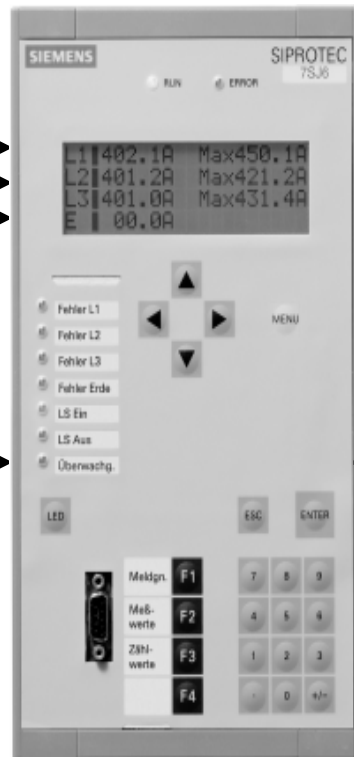 SIEMENS
SIPROTEC
7SJ6
RUN
ERROR
L1 402.1A Max450.1A
L2 401.2A Max421.2A
L3 401.0A Max431.4A
E 00.0A
MENU
Fehler L1
Fehler L2
Fehler L3
Fehler Erde
LS Ein
LS Aus
Überwachg.
LED
ESC
ENTER
Meldgn. F1
Meß-
werte F2
Zähl-
werte F3
F4
7 8 9
4 5 6
1 2 3
. 0 +/-